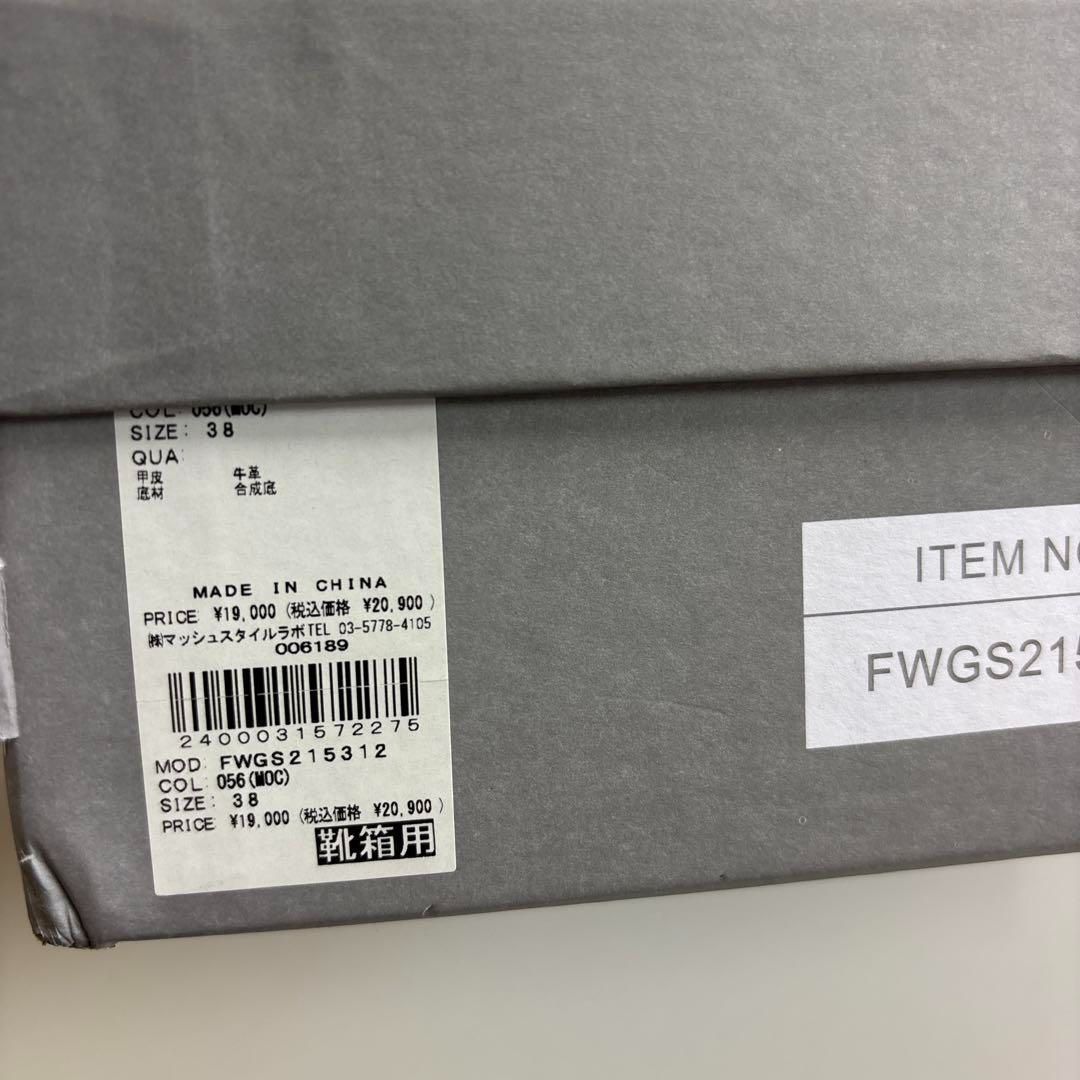 COL: 056(MOC)
SIZE: 38
QUA:
甲皮 牛革
底材 合成底
MADE IN CHINA
PRICE ¥19,000 (税込価格 ¥20,900)
㈱マッシュスタイルラボTEL 03-5778-4105
006189
2400031572275
MOD: FWGS215312
COL: 056(MOC)
SIZE: 38
PRICE ¥19,000 (税込価格 ¥20,900)
靴箱用
ITEM NO
FWGS215